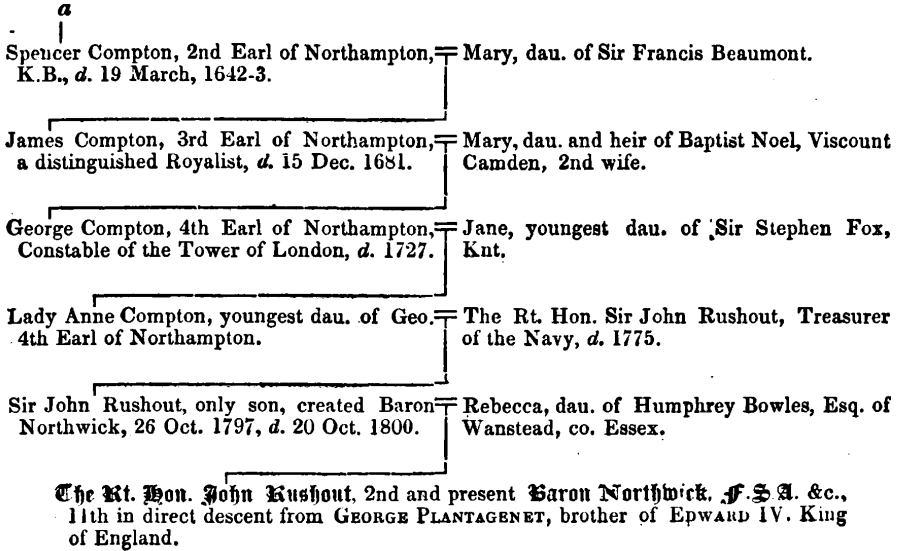 a
Spencer Compton, 2nd Earl of Northampton, Mary, dau. of Sir Francis Beaumont.
K.B., d. 19 March, 1642-3.
James Compton, 3rd Earl of Northampton, Mary, dau. and heir of Baptist Noel, Viscount
a distinguished Royalist, d. 15 Dec. 1681. Camden, 2nd wife.
George Compton, 4th Earl of Northampton, Jane, youngest dau. of Sir Stephen Fox,
Constable of the Tower of London, d. 1727. Knt.
Lady Anne Compton, youngest dau. of Geo. The Rt. Hon. Sir John Rushout, Treasurer
4th Earl of Northampton. of the Navy, d. 1775.
Sir John Rushout, only son, created Baron Rebecca, dau. of Humphrey Bowles, Esq. of
Northwick, 26 Oct. 1797, d. 20 Oct. 1800. Wanstead, co. Essex.
The Rt. Hon. John Rushout, 2nd and present Baron Northwick, F.S.A. &c.,
11th in direct descent from GEORGE PLANTAGENET, brother of EDWARD IV. King
of England.